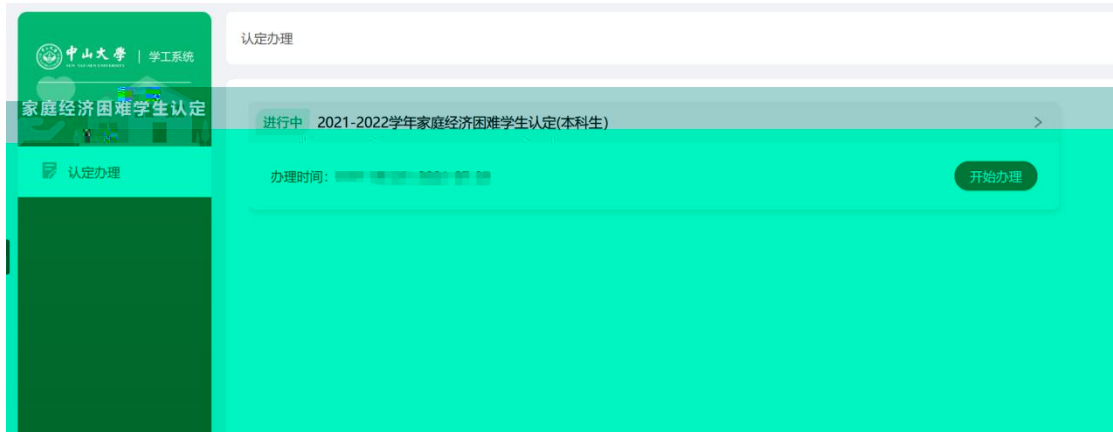 中山大學 | 学工系统
家庭经济困难学生认定
认定办理
认定办理
进行中 2021-2022学年家庭经济困难学生认定(本科生)
办理时间：
开始办理